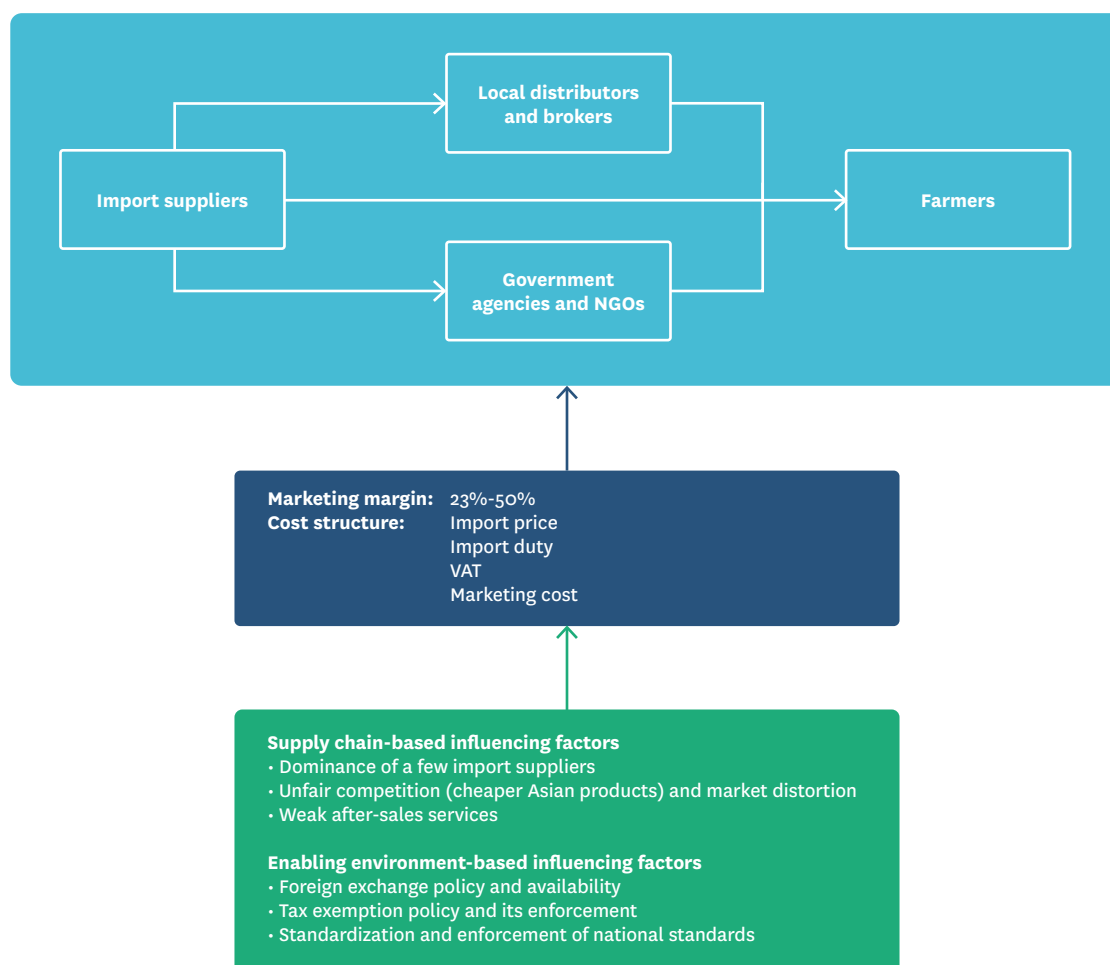 Local distributors
and brokers
Import suppliers
Farmers
Government
agencies and NGOs
Marketing margin: 23%-50%
Cost structure: Import price
Import duty
VAT
Marketing cost
Supply chain-based influencing factors
• Dominance of a few import suppliers
• Unfair competition (cheaper Asian products) and market distortion
• Weak after-sales services
Enabling environment-based influencing factors
• Foreign exchange policy and availability
• Tax exemption policy and its enforcement
• Standardization and enforcement of national standards